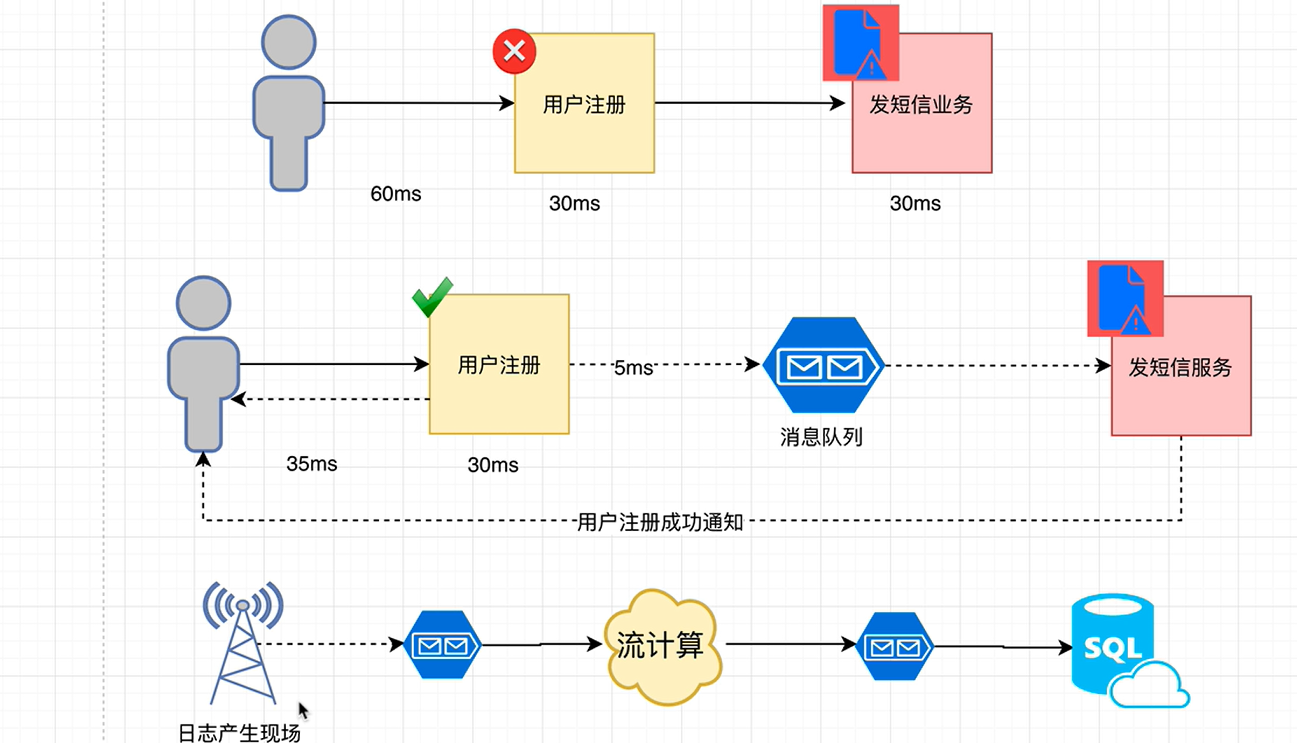 用户注册
发短信业务
60ms
30ms
30ms
用户注册
5ms
发短信服务
消息队列
35ms
30ms
用户注册成功通知
流计算
SQL
日志产生现场